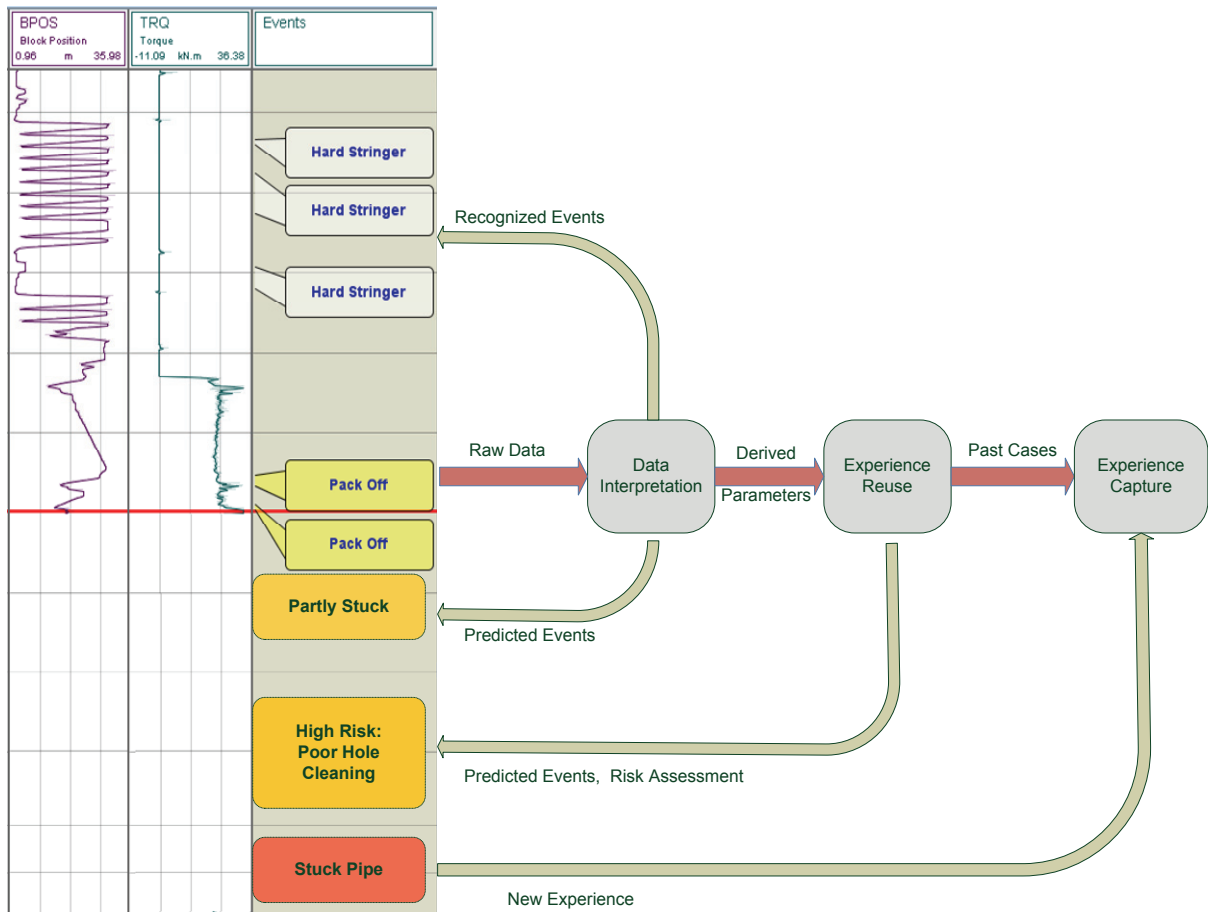 BPOS
Block Position
0.96 m 35.98
TRQ
Torque
-11.09 kN.m 36.38
Events
Hard Stringer
Hard Stringer
Hard Stringer
Pack Off
Pack Off
Partly Stuck
High Risk:
Poor Hole
Cleaning
Stuck Pipe
Recognized Events
Raw Data
Data
Interpretation
Derived
Parameters
Experience
Reuse
Past Cases
Experience
Capture
Predicted Events
Predicted Events, Risk Assessment
New Experience